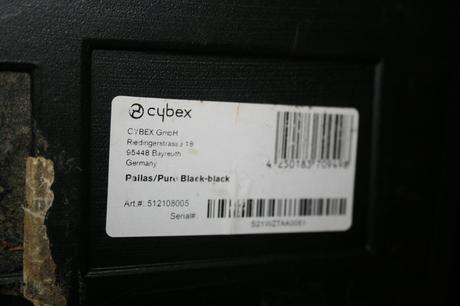 cybex
CYBEX GmbH
Riedingerstrasse 18
95448 Bayreuth
Germany
Pallas/Pure Black-black
Art.#: 512108005
Serial#: